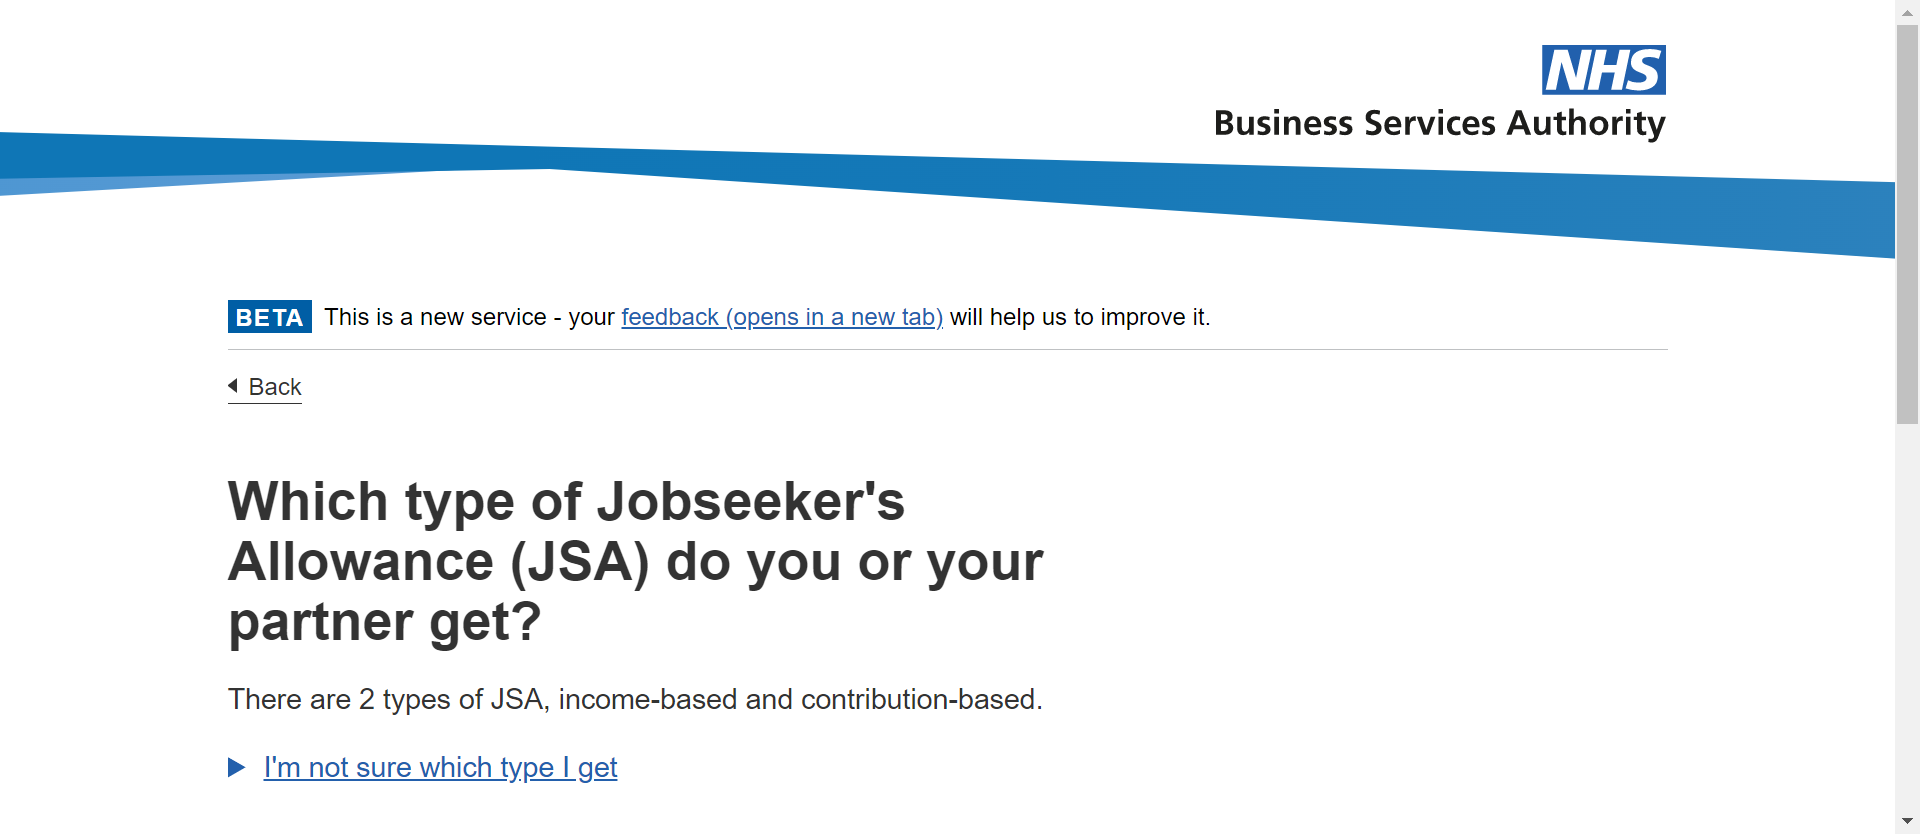 NHS
Business Services Authority
BETA This is a new service - your feedback (opens in a new tab) will help us to improve it.
Back
Which type of Jobseeker's
Allowance (JSA) do you or your
partner get?
There are 2 types of JSA, income-based and contribution-based.
I'm not sure which type I get